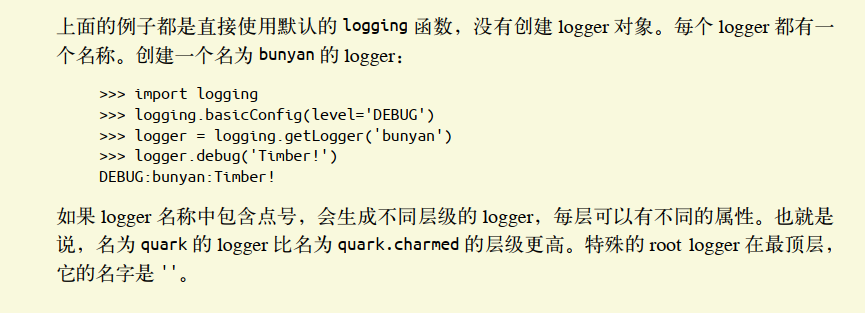 上面的例子都是直接使用默认的 logging 函数，没有创建 logger 对象。每个 logger 都有一
个名称。创建一个名为 bunyan 的 logger：
>>> import logging
>>> logging.basicConfig(level='DEBUG')
>>> logger = logging.getLogger('bunyan')
>>> logger.debug('Timber!')
DEBUG:bunyan:Timber!
如果 logger 名称中包含点号，会生成不同层级的 logger，每层可以有不同的属性。也就是
说，名为 quark 的 logger 比名为 quark.charmed 的层级更高。特殊的 root logger 在最顶层，
它的名字是 ''。